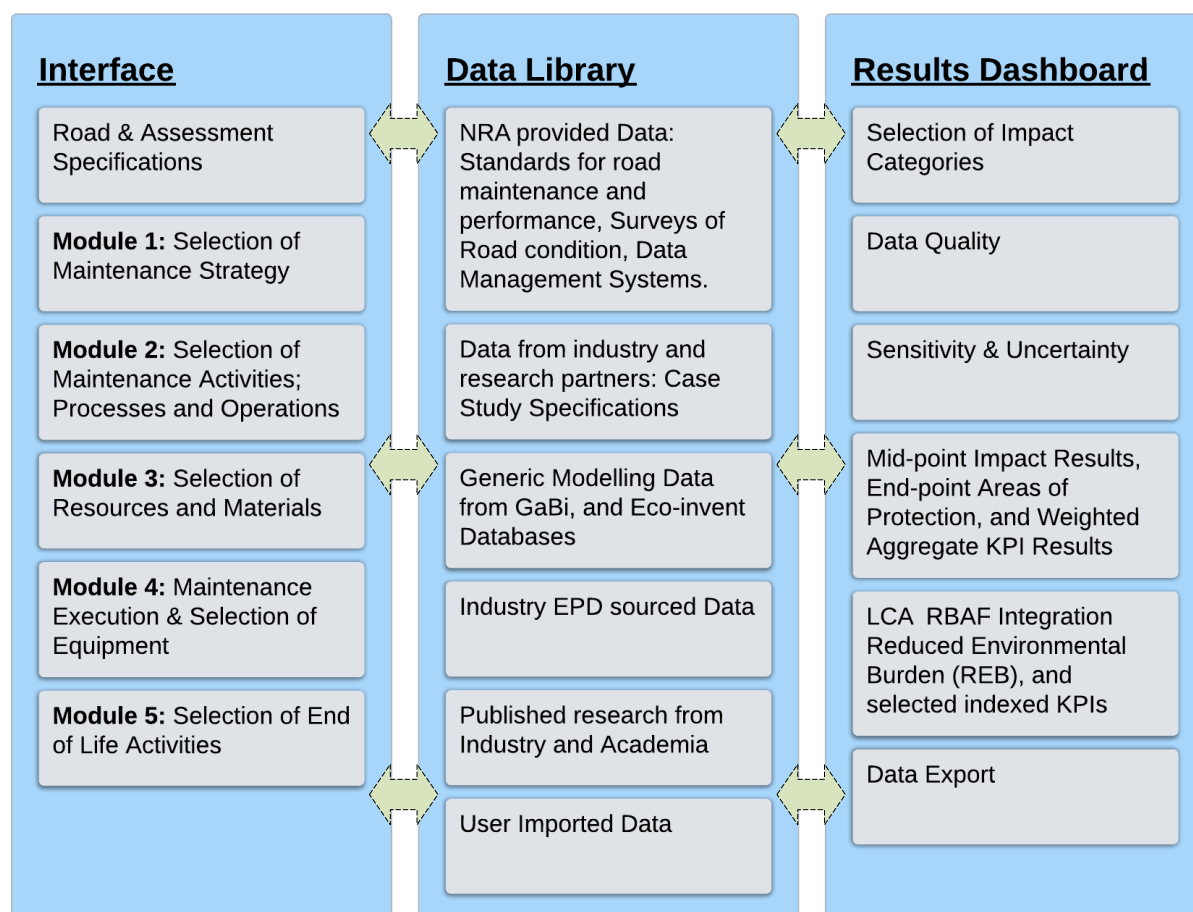 Interface
Road & Assessment
Specifications
Module 1: Selection of
Maintenance Strategy
Module 2: Selection of
Maintenance Activities;
Processes and Operations
Module 3: Selection of
Resources and Materials
Module 4: Maintenance
Execution & Selection of
Equipment
Module 5: Selection of End
of Life Activities
Data Library
NRA provided Data:
Standards for road
maintenance and
performance, Surveys of
Road condition, Data
Management Systems.
Data from industry and
research partners: Case
Study Specifications
Generic Modelling Data
from GaBi, and Eco-invent
Databases
Industry EPD sourced Data
Published research from
Industry and Academia
User Imported Data
Results Dashboard
Selection of Impact
Categories
Data Quality
Sensitivity & Uncertainty
Mid-point Impact Results,
End-point Areas of
Protection, and Weighted
Aggregate KPI Results
LCA  RBAF Integration
Reduced Environmental
Burden (REB), and
selected indexed KPIs
Data Export